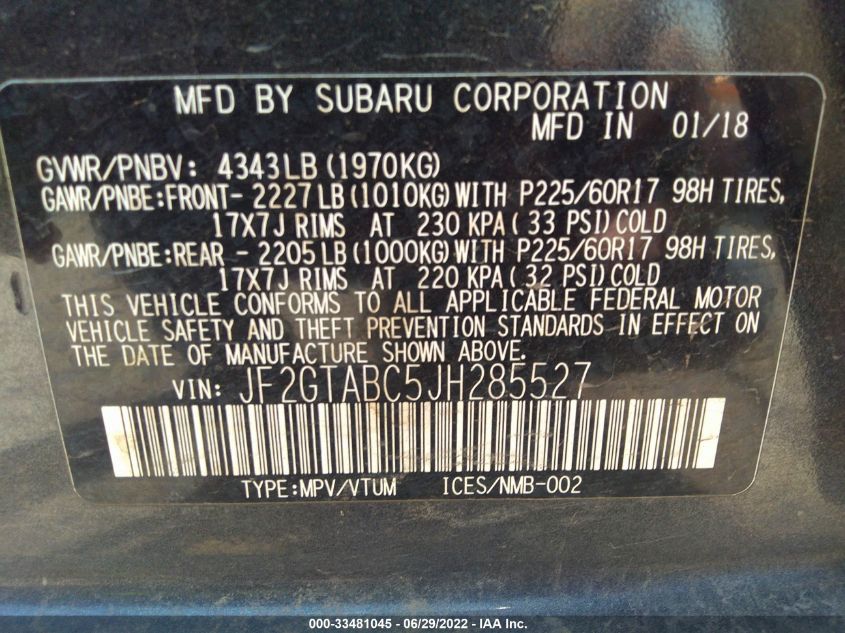 MFD BY SUBARU CORPORATION
MFD IN 01/18
GVWR/PNBV: 4343LB (1970KG)
GAWR/PNBE:FRONT- 2227LB (1010KG) WITH P225/60R17 98H TIRES,
17X7J RIMS AT 230 KPA ( 33 PSI) COLD
GAWR/PNBE:REAR - 2205LB (1000KG) WITH P225/60R17 98H TIRES,
17X7J RIMS AT 220 KPA ( 32 PSI) COLD
THIS VEHICLE CONFORMS TO ALL APPLICABLE FEDERAL MOTOR
VEHICLE SAFETY AND THEFT PREVENTION STANDARDS IN EFFECT ON
THE DATE OF MANUFACTURE SHOWN ABOVE.
VIN: JF2GTABC5JH285527
TYPE:MPV/VTUM ICES/NMB-002
000-33481045 - 06/29/2022 - IAA Inc.